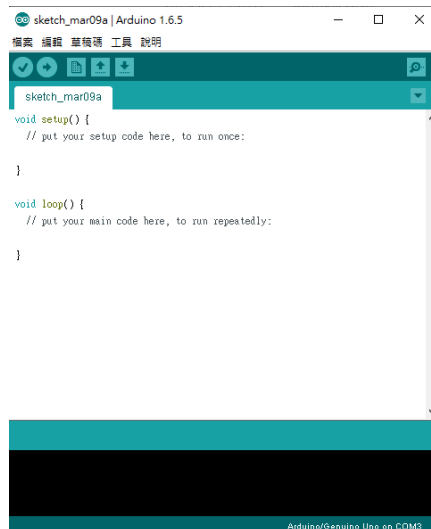 sketch_mar09a | Arduino 1.6.5
檔案 編輯 草稿碼 工具 說明
sketch_mar09a
void setup() {
  // put your setup code here, to run once:
}
void loop() {
  // put your main code here, to run repeatedly:
}
Arduino/Genuino Uno on COM3